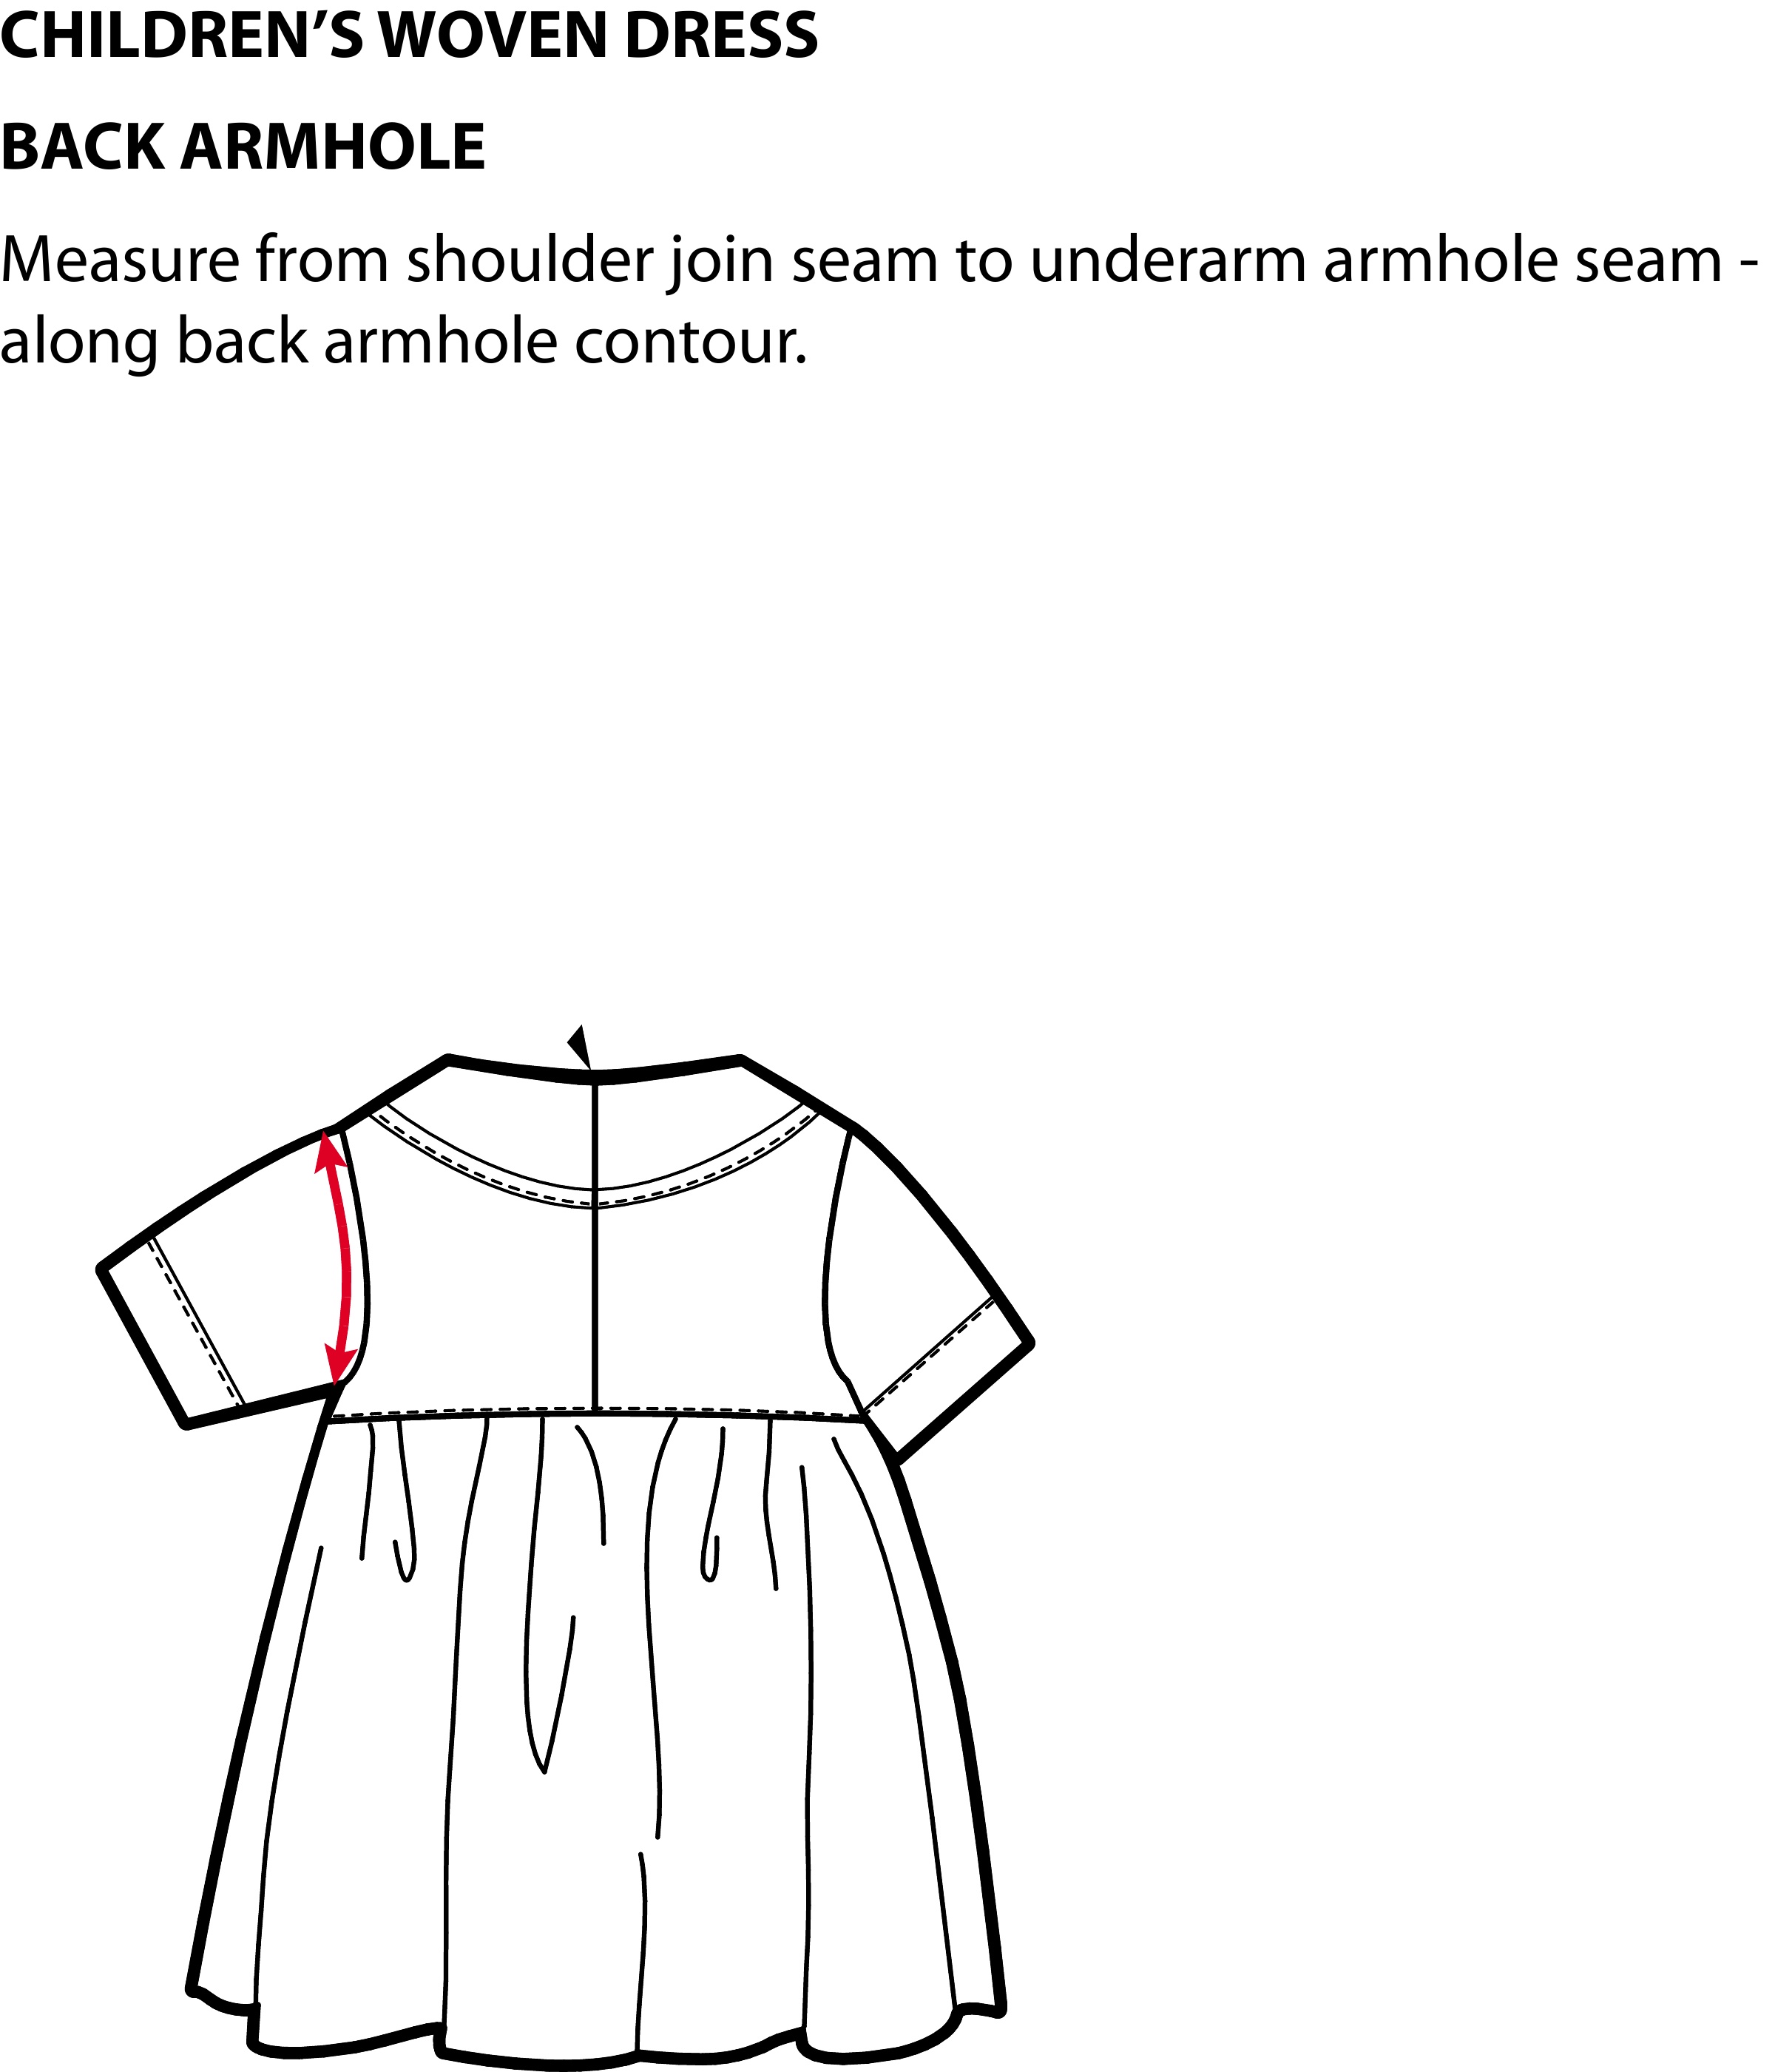 CHILDREN’S WOVEN DRESS
BACK ARMHOLE
Measure from shoulder join seam to underarm armhole seam -
along back armhole contour.